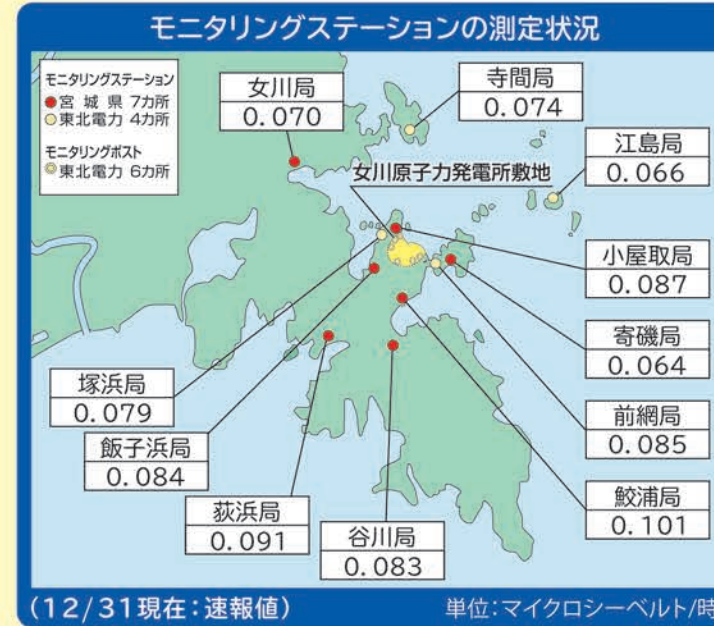 モニタリングステーションの測定状況
モニタリングステーション
宮城県 7カ所
東北電力 4カ所
モニタリングポスト
東北電力 6カ所
女川局
0.070
寺間局
0.074
江島局
0.066
女川原子力発電所敷地
小屋取局
0.087
寄磯局
0.064
前網局
0.085
鮫浦局
0.101
塚浜局
0.079
飯子浜局
0.084
荻浜局
0.091
谷川局
0.083
(12/31現在:速報値)
単位:マイクロシーベルト/時